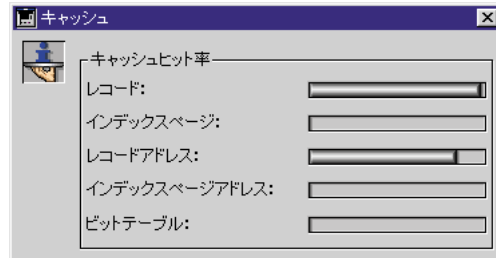 キャッシュ
キャッシュヒット率
レコード:
インデックスページ:
レコードアドレス:
インデックスページアドレス:
ビットテーブル: